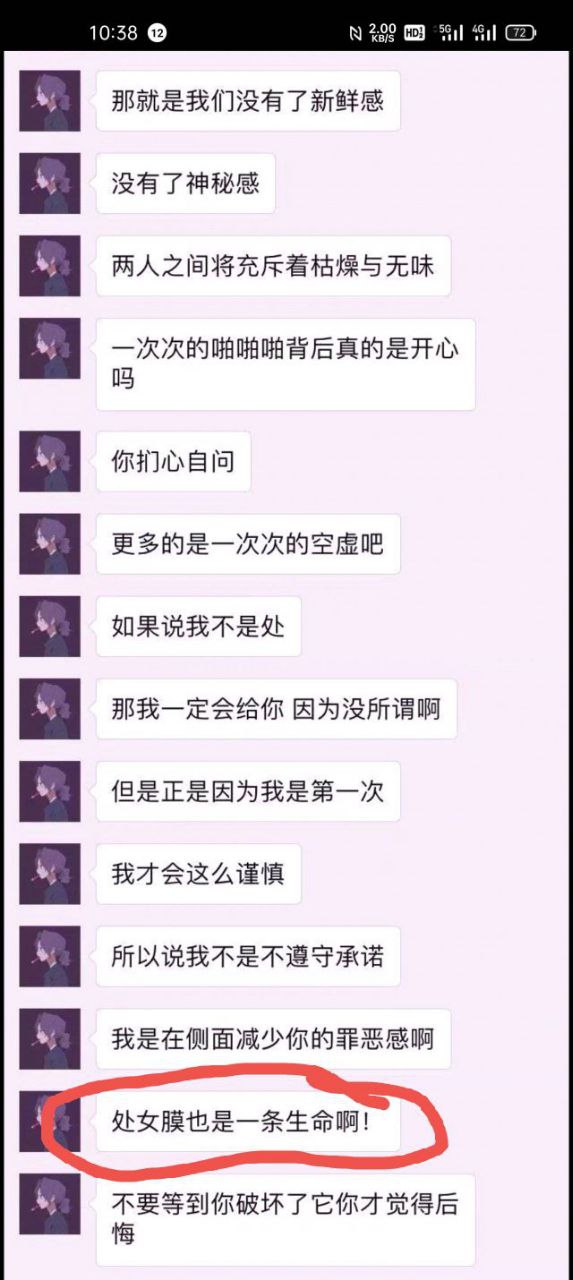 10:38 12 2.00 KB/S HD 5G 4G 72
那就是我们没有了新鲜感
没有了神秘感
两人之间将充斥着枯燥与无味
一次次的啪啪啪背后真的是开心
吗
你扪心自问
更多的是一次次的空虚吧
如果说我不是处
那我一定会给你 因为没所谓啊
但是正是因为我是第一次
我才会这么谨慎
所以说我不是不遵守承诺
我是在侧面减少你的罪恶感啊
处女膜也是一条生命啊!
不要等到你破坏了它你才觉得后
悔